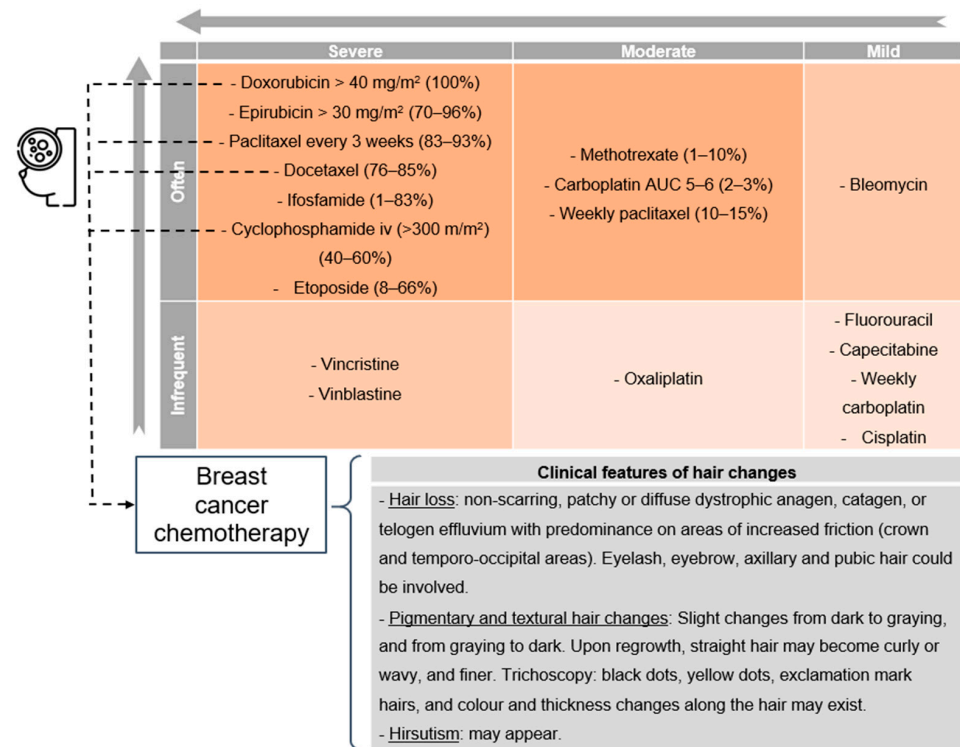 Severe
Moderate
Mild
Often
- Doxorubicin > 40 mg/m² (100%)
- Epirubicin > 30 mg/m² (70–96%)
- Paclitaxel every 3 weeks (83–93%)
- Docetaxel (76–85%)
- Ifosfamide (1–83%)
- Cyclophosphamide iv (>300 m/m²)
(40–60%)
- Etoposide (8–66%)
- Methotrexate (1–10%)
- Carboplatin AUC 5–6 (2–3%)
- Weekly paclitaxel (10–15%)
- Bleomycin
Infrequent
- Vincristine
- Vinblastine
- Oxaliplatin
- Fluorouracil
- Capecitabine
- Weekly
carboplatin
- Cisplatin
Breast
cancer
chemotherapy
Clinical features of hair changes
- Hair loss: non-scarring, patchy or diffuse dystrophic anagen, catagen, or
telogen effluvium with predominance on areas of increased friction (crown
and temporo-occipital areas). Eyelash, eyebrow, axillary and pubic hair could
be involved.
- Pigmentary and textural hair changes: Slight changes from dark to graying,
and from graying to dark. Upon regrowth, straight hair may become curly or
wavy, and finer. Trichoscopy: black dots, yellow dots, exclamation mark
hairs, and colour and thickness changes along the hair may exist.
- Hirsutism: may appear.